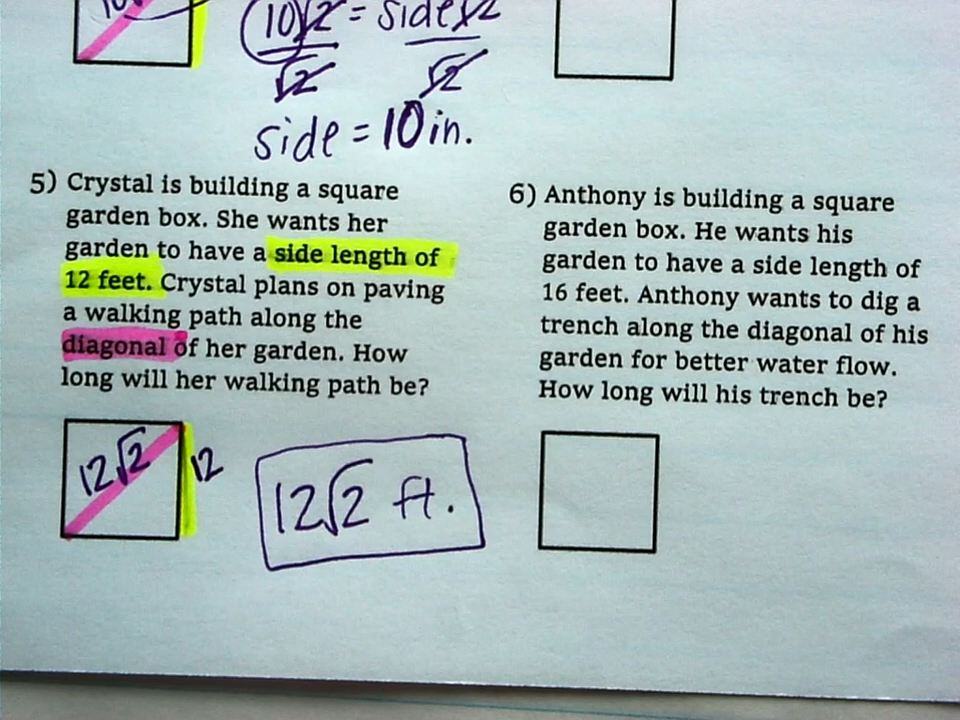 10√2 = side√2
√2 √2
side = 10 in.
5) Crystal is building a square
garden box. She wants her
garden to have a side length of
12 feet. Crystal plans on paving
a walking path along the
diagonal of her garden. How
long will her walking path be?
12√2 12
12√2 ft.
6) Anthony is building a square
garden box. He wants his
garden to have a side length of
16 feet. Anthony wants to dig a
trench along the diagonal of his
garden for better water flow.
How long will his trench be?